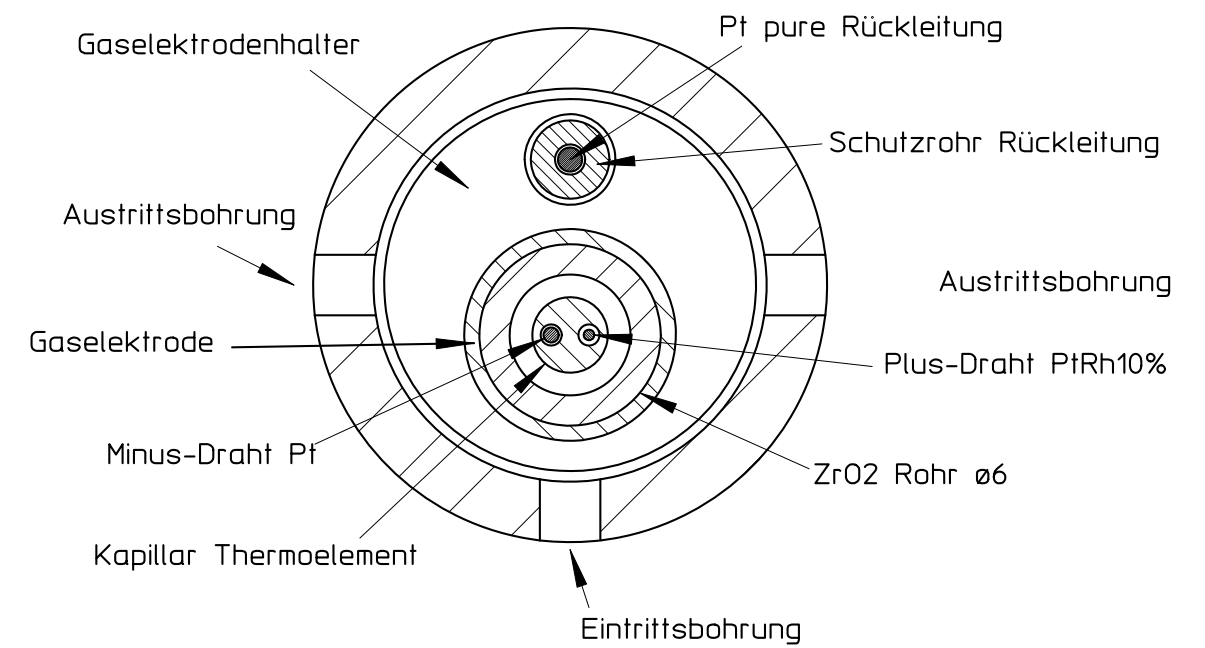 Pt pure Rückleitung
Gaselektrodenhalter
Schutzrohr Rückleitung
Austrittsbohrung
Austrittsbohrung
Gaselektrode
Plus-Draht PtRh10%
Minus-Draht Pt
ZrO2 Rohr ø6
Kapillar Thermoelement
Eintrittsbohrung